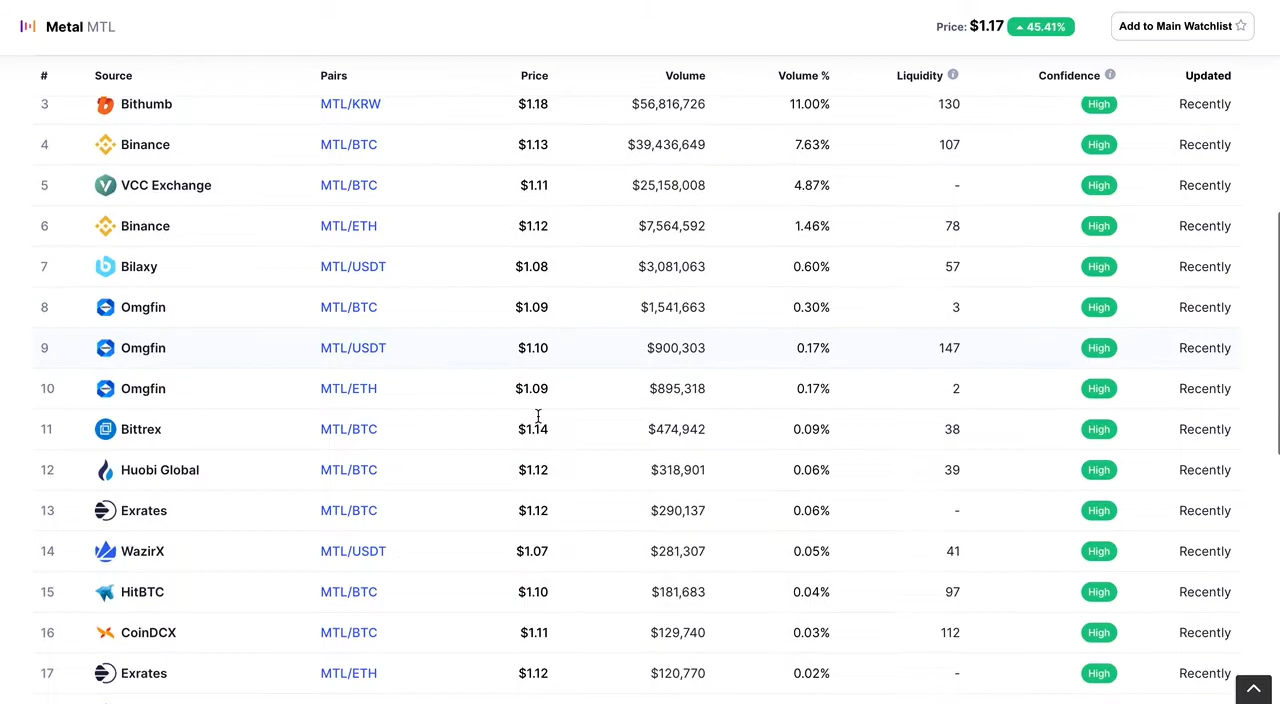 Metal MTL Price: $1.17 45.41% Add to Main Watchlist
# Source Pairs Price Volume Volume % Liquidity Confidence Updated
3 Bithumb MTL/KRW $1.18 $56,816,726 11.00% 130 High Recently
4 Binance MTL/BTC $1.13 $39,436,649 7.63% 107 High Recently
5 VCC Exchange MTL/BTC $1.11 $25,158,008 4.87% - High Recently
6 Binance MTL/ETH $1.12 $7,564,592 1.46% 78 High Recently
7 Bilaxy MTL/USDT $1.08 $3,081,063 0.60% 57 High Recently
8 Omgfin MTL/BTC $1.09 $1,541,663 0.30% 3 High Recently
9 Omgfin MTL/USDT $1.10 $900,303 0.17% 147 High Recently
10 Omgfin MTL/ETH $1.09 $895,318 0.17% 2 High Recently
11 Bittrex MTL/BTC $1.14 $474,942 0.09% 38 High Recently
12 Huobi Global MTL/BTC $1.12 $318,901 0.06% 39 High Recently
13 Exrates MTL/BTC $1.12 $290,137 0.06% - High Recently
14 WazirX MTL/USDT $1.07 $281,307 0.05% 41 High Recently
15 HitBTC MTL/BTC $1.10 $181,683 0.04% 97 High Recently
16 CoinDCX MTL/BTC $1.11 $129,740 0.03% 112 High Recently
17 Exrates MTL/ETH $1.12 $120,770 0.02% - High Recently